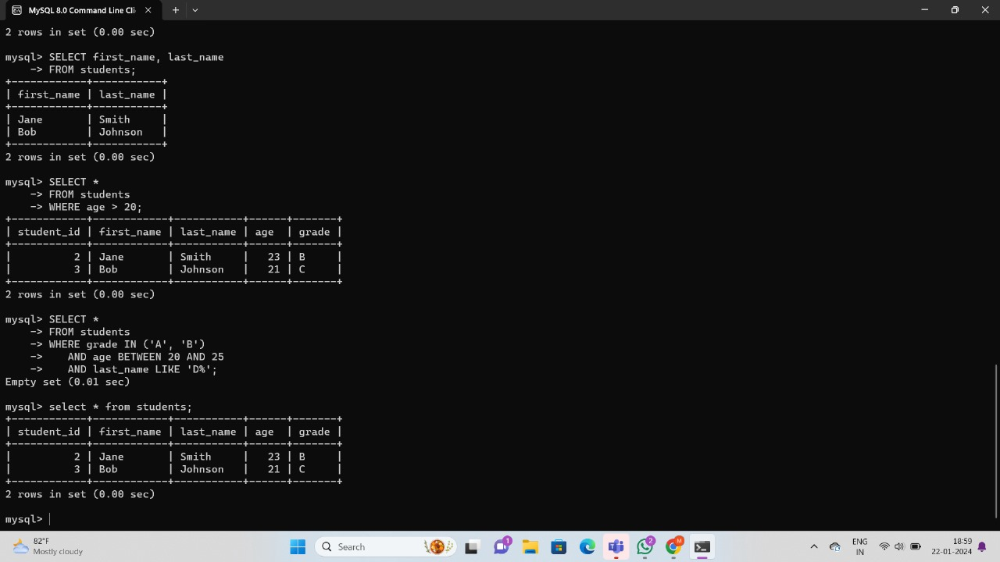 MySQL 8.0 Command Line Cli
2 rows in set (0.00 sec)
mysql> SELECT first_name, last_name
    -> FROM students;
+------------+-----------+
| first_name | last_name |
+------------+-----------+
| Jane       | Smith     |
| Bob        | Johnson   |
+------------+-----------+
2 rows in set (0.00 sec)
mysql> SELECT *
    -> FROM students
    -> WHERE age > 20;
+------------+------------+-----------+------+-------+
| student_id | first_name | last_name | age  | grade |
+------------+------------+-----------+------+-------+
|          2 | Jane       | Smith     |   23 | B     |
|          3 | Bob        | Johnson   |   21 | C     |
+------------+------------+-----------+------+-------+
2 rows in set (0.00 sec)
mysql> SELECT *
    -> FROM students
    -> WHERE grade IN ('A', 'B')
    ->    AND age BETWEEN 20 AND 25
    ->    AND last_name LIKE 'D%';
Empty set (0.01 sec)
mysql> select * from students;
+------------+------------+-----------+------+-------+
| student_id | first_name | last_name | age  | grade |
+------------+------------+-----------+------+-------+
|          2 | Jane       | Smith     |   23 | B     |
|          3 | Bob        | Johnson   |   21 | C     |
+------------+------------+-----------+------+-------+
2 rows in set (0.00 sec)
mysql>
82°F
Mostly cloudy
Search
1
2
M
ENG
IN
18:59
22-01-2024